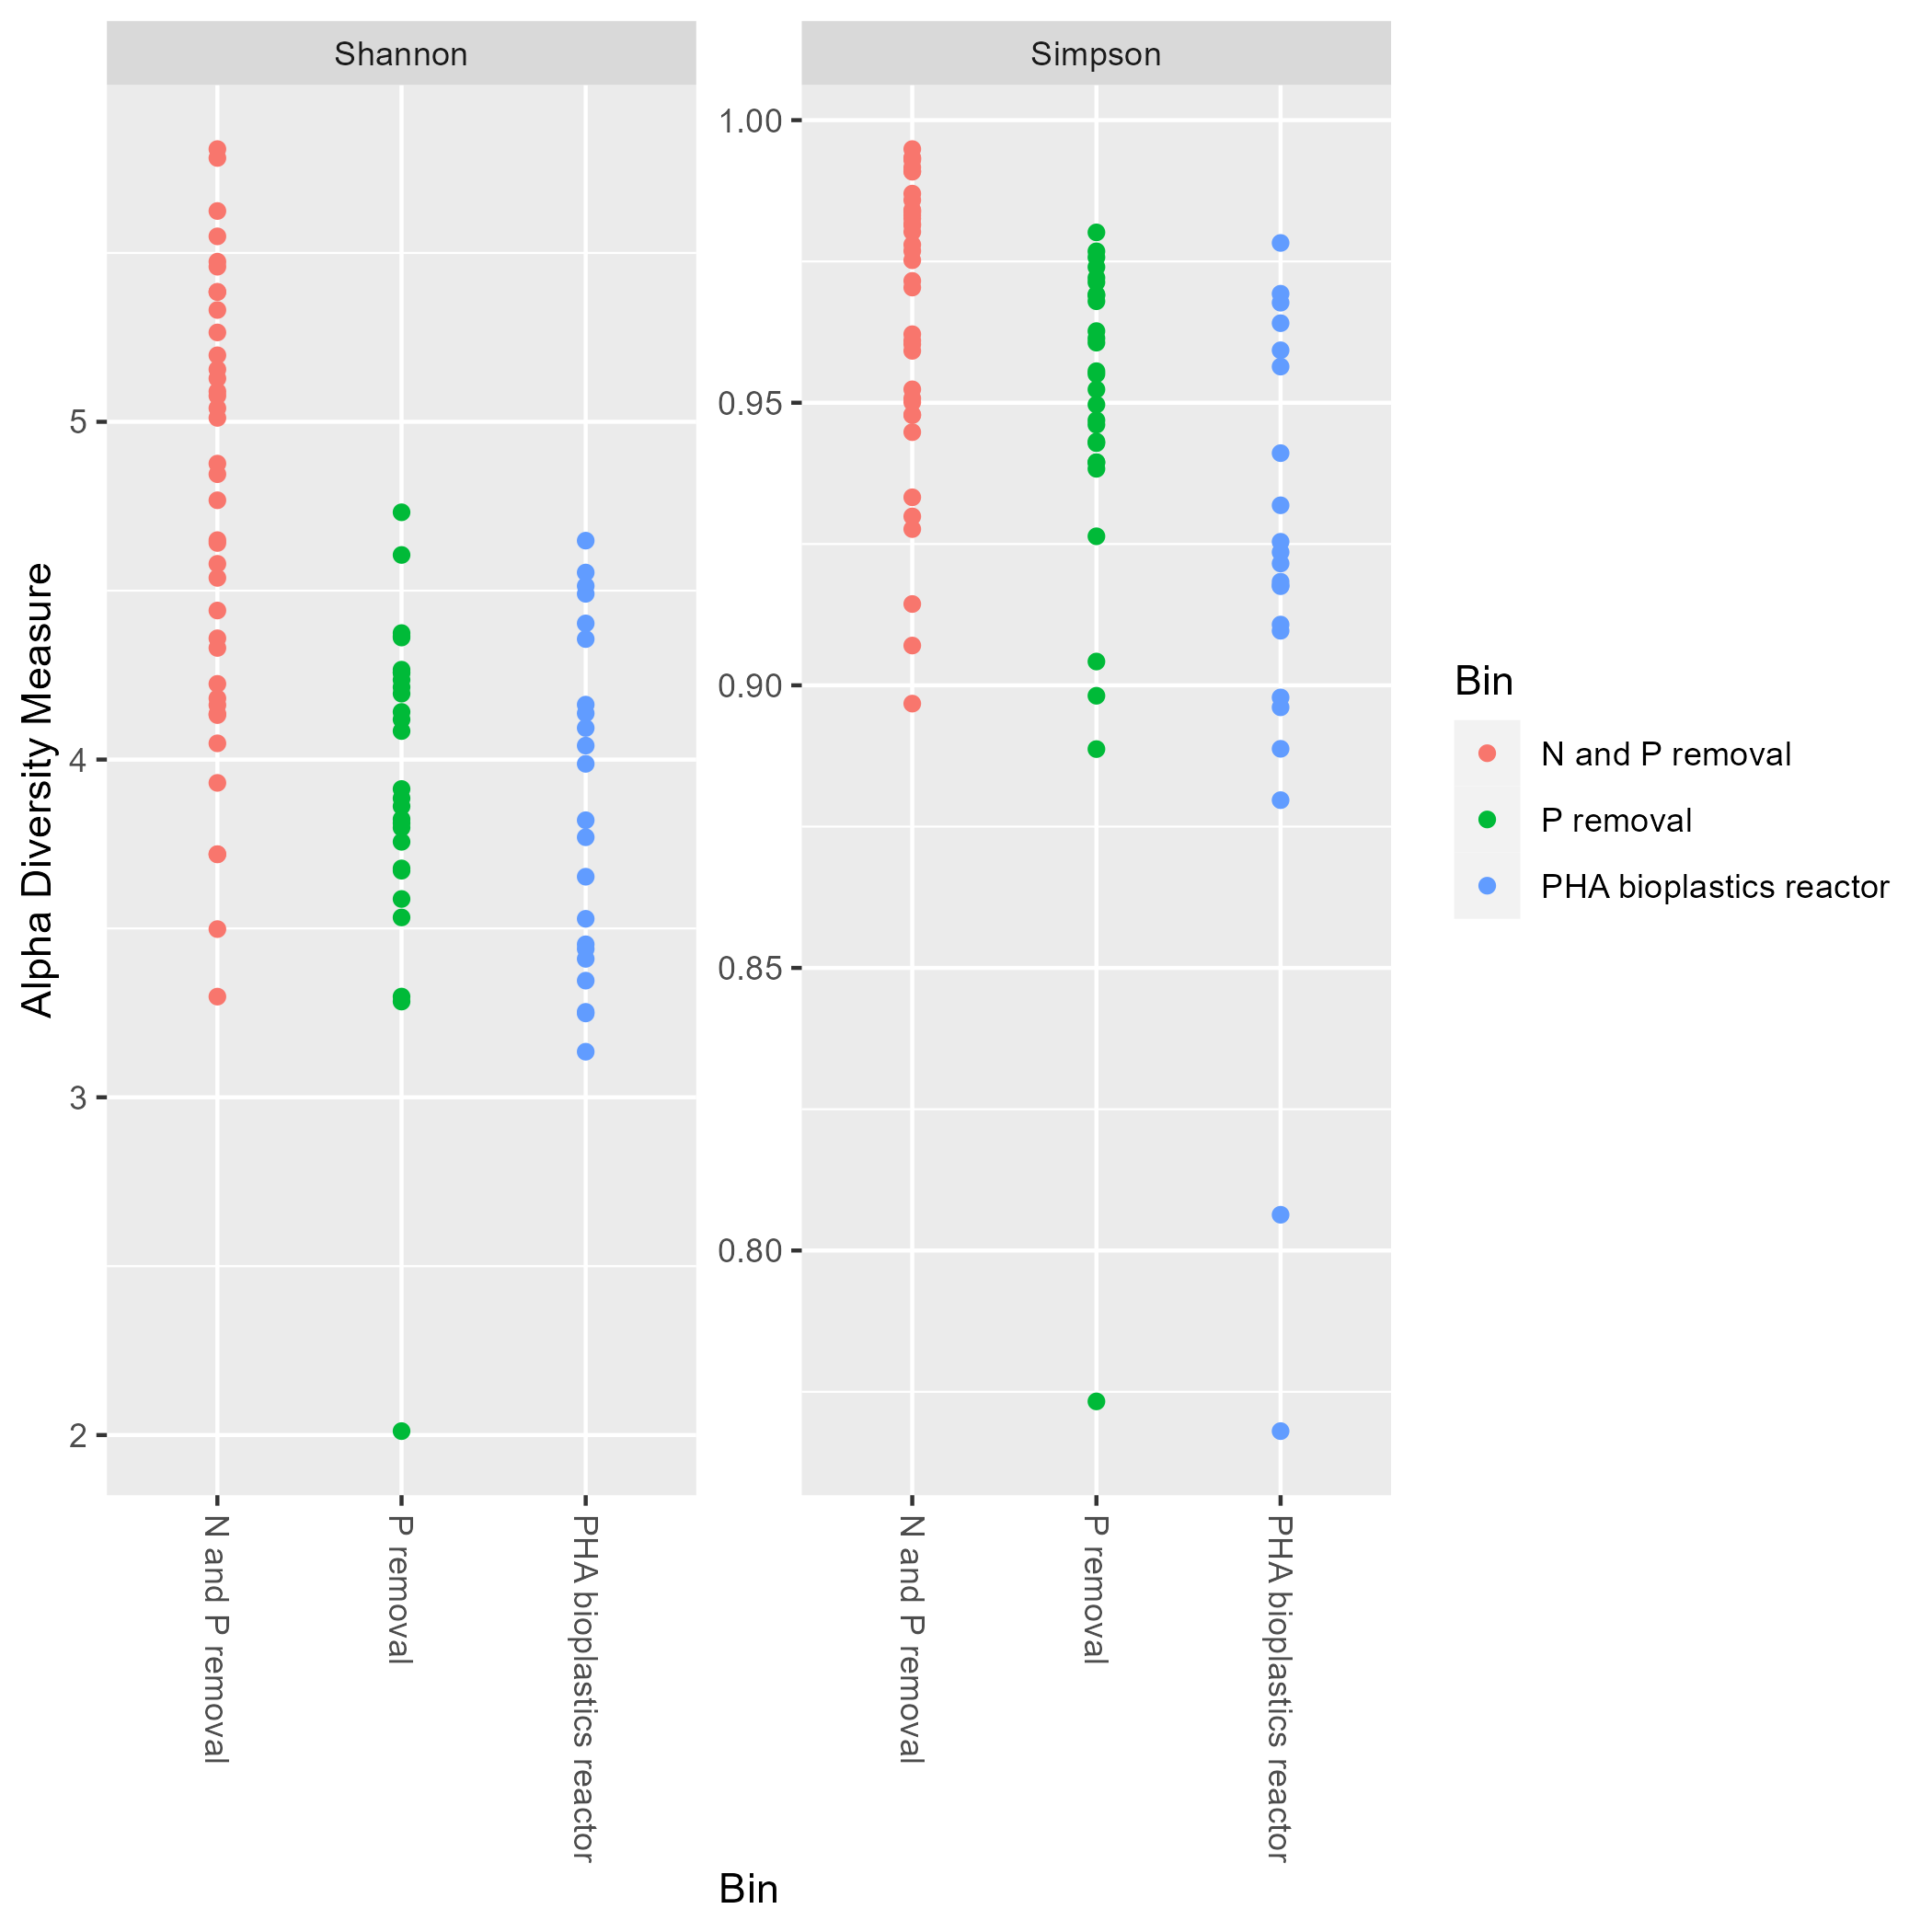 Shannon
Simpson
Alpha Diversity Measure
5
4
3
2
1.00
0.95
0.90
0.85
0.80
N and P removal
P removal
PHA bioplastics reactor
N and P removal
P removal
PHA bioplastics reactor
Bin
Bin
N and P removal
P removal
PHA bioplastics reactor